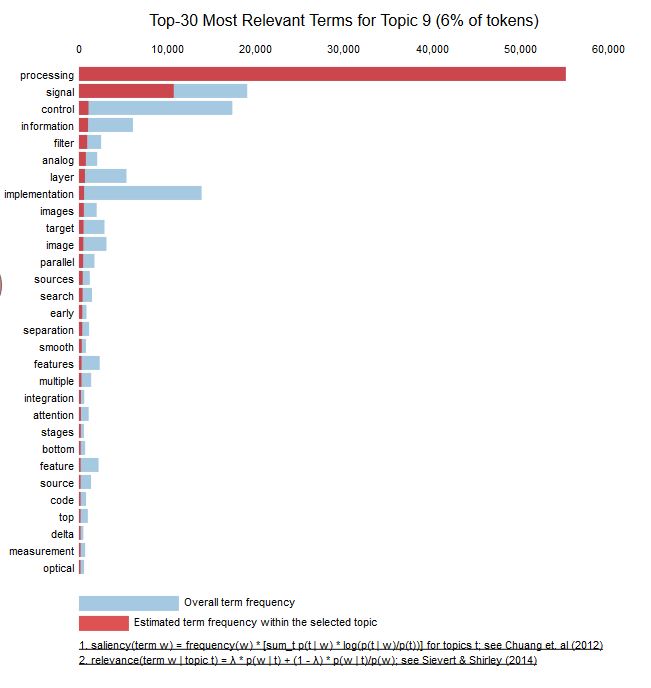 Top-30 Most Relevant Terms for Topic 9 (6% of tokens)
0 10,000 20,000 30,000 40,000 50,000 60,000
processing
signal
control
information
filter
analog
layer
implementation
images
target
image
parallel
sources
search
early
separation
smooth
features
multiple
integration
attention
stages
bottom
feature
source
code
top
delta
measurement
optical
Overall term frequency
Estimated term frequency within the selected topic
1. saliency(term w) = frequency(w) * [sum_t p(t | w) * log(p(t | w)/p(t))] for topics t; see Chuang et. al (2012)
2. relevance(term w | topic t) = λ * p(w | t) + (1 - λ) * p(w | t)/p(w); see Sievert & Shirley (2014)